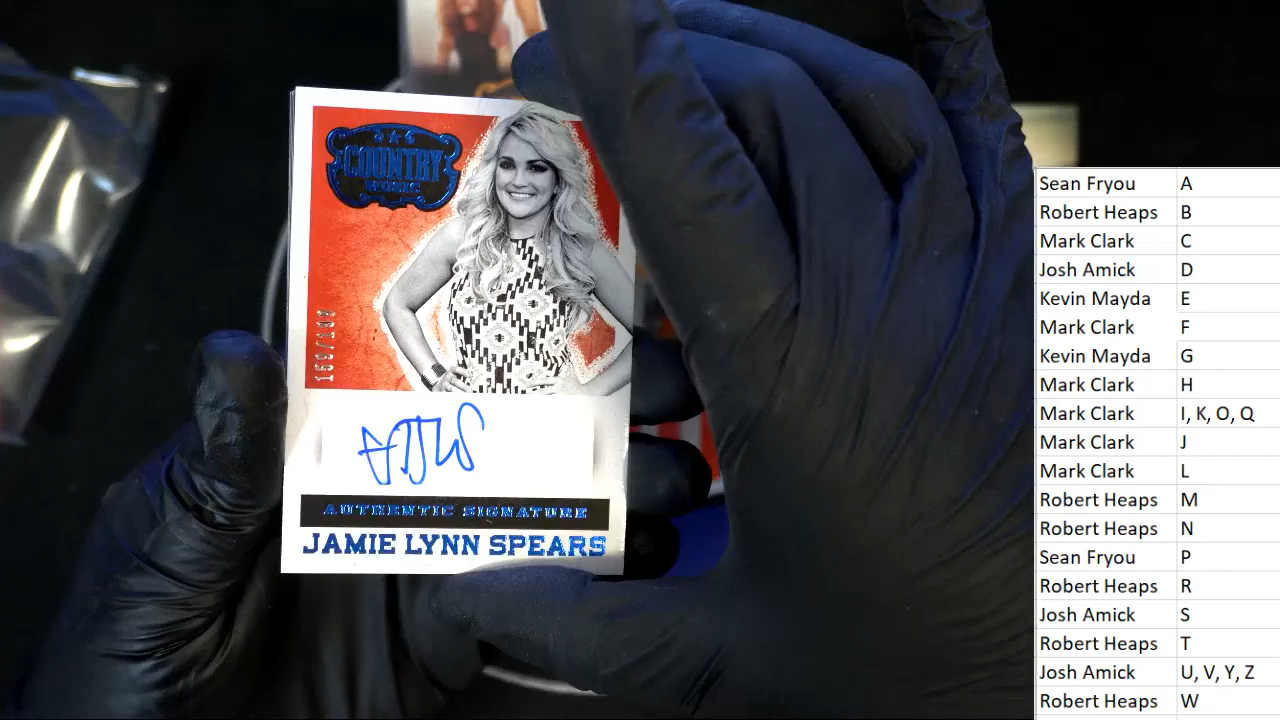 COUNTRY
MUSIC
AUTHENTIC SIGNATURE
JAMIE LYNN SPEARS
Sean Fryou A
Robert Heaps B
Mark Clark C
Josh Amick D
Kevin Mayda E
Mark Clark F
Kevin Mayda G
Mark Clark H
Mark Clark I, K, O, Q
Mark Clark J
Mark Clark L
Robert Heaps M
Robert Heaps N
Sean Fryou P
Robert Heaps R
Josh Amick S
Robert Heaps T
Josh Amick U, V, Y, Z
Robert Heaps W